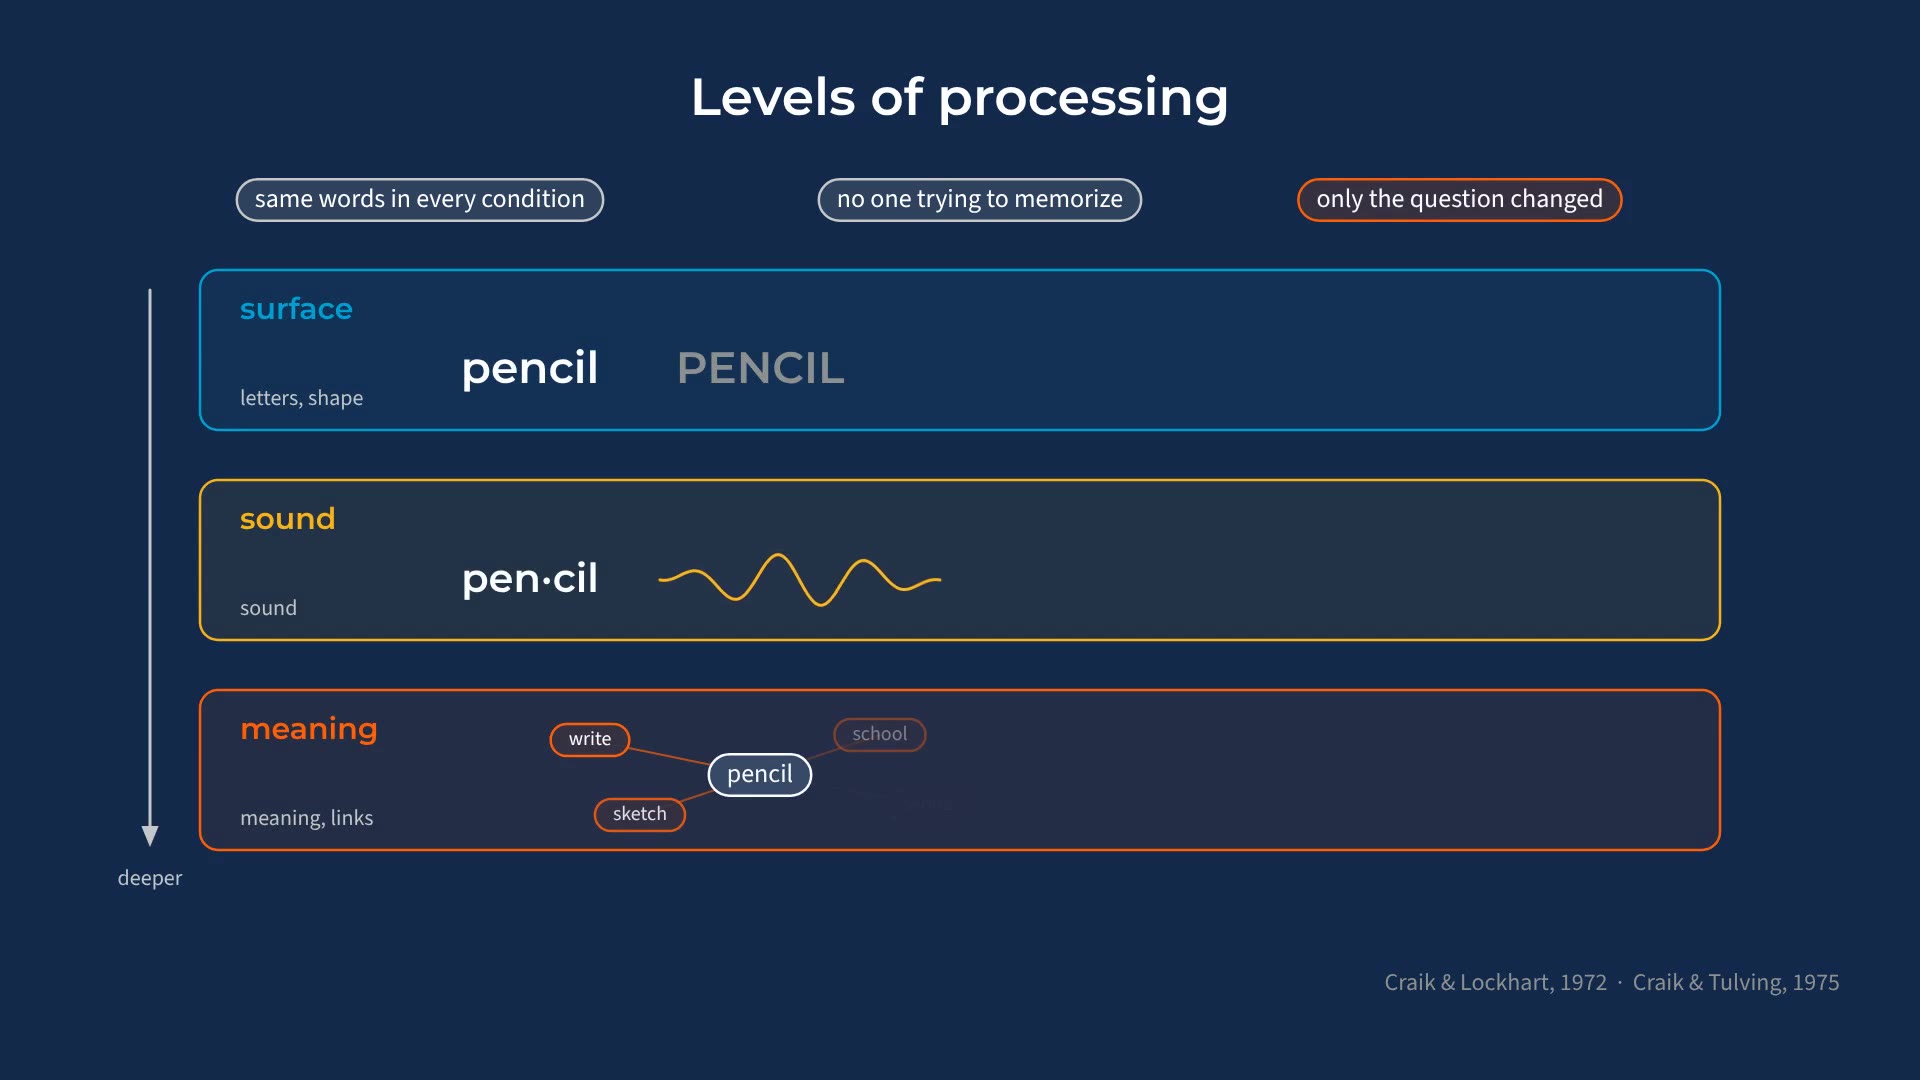 Levels of processing
same words in every condition
no one trying to memorize
only the question changed
surface
pencil PENCIL
letters, shape
sound
pen·cil
sound
meaning
write
school
pencil
sketch
meaning, links
deeper
Craik & Lockhart, 1972 · Craik & Tulving, 1975